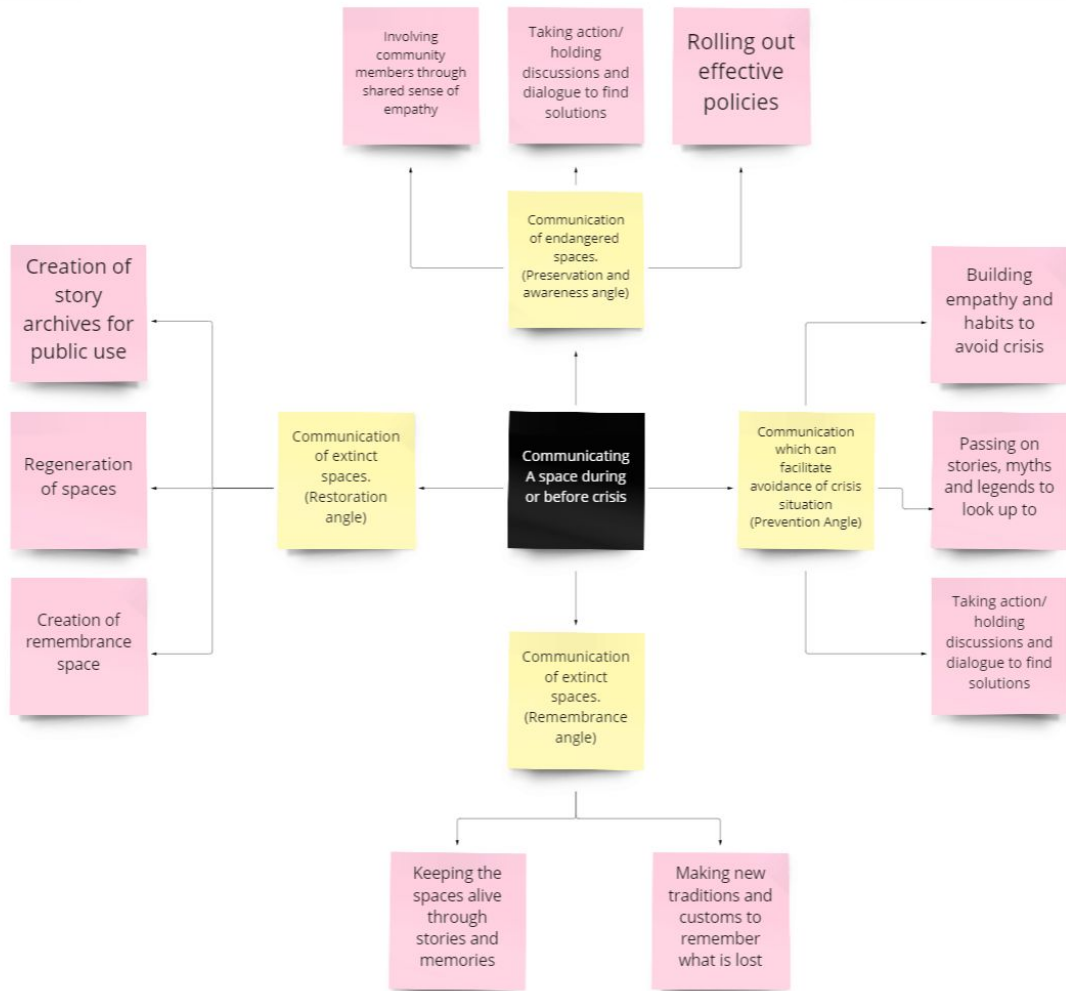 Involving
community
members through
shared sense of
empathy
Taking action/
holding
discussions and
dialogue to find
solutions
Rolling out
effective
policies
Communication
of endangered
spaces.
(Preservation and
awareness angle)
Creation of
story
archives for
public use
Regeneration
of spaces
Creation of
remembrance
space
Communication
of extinct
spaces.
(Restoration
angle)
Communicating
A space during
or before crisis
Communication
which can
facilitate
avoidance of crisis
situation
(Prevention Angle)
Building
empathy and
habits to
avoid crisis
Passing on
stories, myths
and legends to
look up to
Taking action/
holding
discussions and
dialogue to find
solutions
Communication
of extinct
spaces.
(Remembrance
angle)
Keeping the
spaces alive
through
stories and
memories
Making new
traditions and
customs to
remember
what is lost